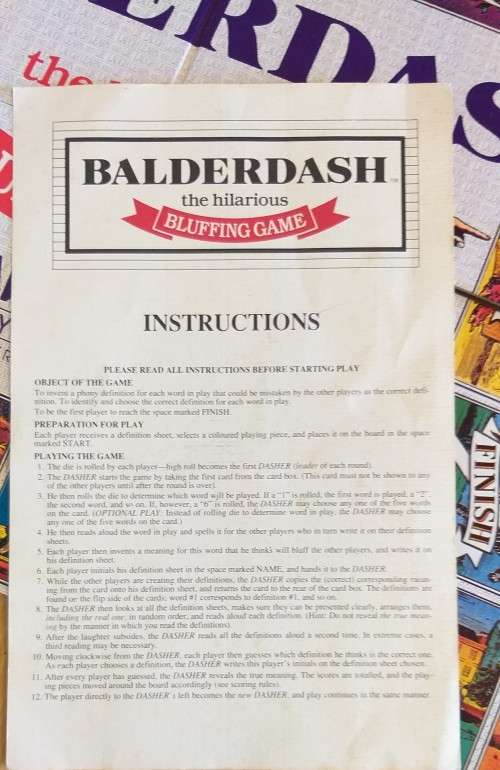 ERDAS
the
BALDERDASH
the hilarious
BLUFFING GAME
INSTRUCTIONS
PLEASE READ ALL INSTRUCTIONS BEFORE STARTING PLAY
OBJECT OF THE GAME
To invent a phony definition for each word in play that could be mistaken by the other players as the correct defi-
nition. To identify and choose the correct definition for each word in play.
To be the first player to reach the space marked FINISH.
PREPARATION FOR PLAY
Each player receives a definition sheet, selects a coloured playing piece, and places it on the board in the space
marked START.
PLAYING THE GAME
1. The die is rolled by each player—high roll becomes the first DASHER (leader of each round).
2. The DASHER starts the game by taking the first card from the card box. (This card must not be shown to any
of the other players until after the round is over).
3. He then rolls the die to determine which word will be played. If a "1" is rolled, the first word is played, a "2"
the second word, and so on. If, however, a "6" is rolled, the DASHER may choose any one of the five words
on the card. (OPTIONAL PLAY: Instead of rolling die to determine word in play, the DASHER may choose
any one of the five words on the card.)
4. He then reads aloud the word in play and spells it for the other players who in turn write it on their definition
sheets.
5. Each player then invents a meaning for this word that he thinks will bluff the other players, and writes it on
his definition sheet.
6. Each player initials his definition sheet in the space marked NAME, and hands it to the DASHER.
7. While the other players are creating their definitions, the DASHER copies the (correct) corresponding mean-
ing from the card onto his definition sheet, and returns the card to the rear of the card box. The definitions are
found on the flip side of the cards; word #1 corresponds to definition #1, and so on.
8. The DASHER then looks at all the definition sheets, makes sure they can be presented clearly, arranges them,
including the real one, in random order, and reads aloud each definition. (Hint: Do not reveal the true mean-
ing by the manner in which you read the definitions).
9. After the laughter subsides, the DASHER reads all the definitions aloud a second time. In extreme cases, a
third reading may be necessary.
10. Moving clockwise from the DASHER, each player then guesses which definition he thinks is the correct one.
As each player chooses a definition, the DASHER writes this player's initials on the definition sheet chosen.
11. After every player has guessed, the DASHER reveals the true meaning. The scores are totalled, and the play-
ing pieces moved around the board accordingly (see scoring rules).
12. The player directly to the DASHER's left becomes the new DASHER, and play continues in the same manner.
FINISH